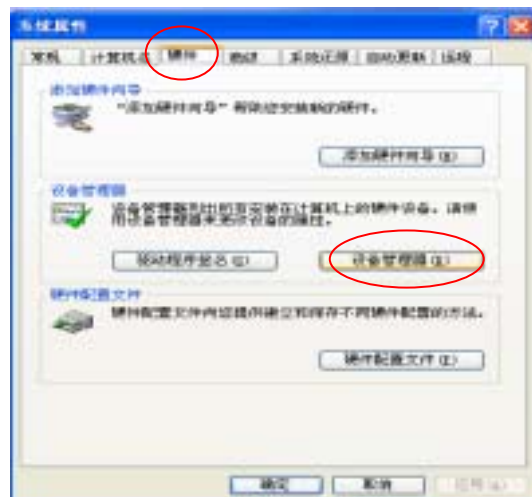 系统属性
常规 计算机名 硬件 高级 系统还原 自动更新 远程
添加硬件向导
“添加硬件向导”帮助您安装新的硬件。
添加硬件向导(H)
设备管理器
设备管理器列出所有安装在计算机上的硬件设备。请使
用设备管理器来更改设备的属性。
驱动程序签名(S) 设备管理器(D)
硬件配置文件
硬件配置文件向您提供建立和保存不同硬件配置的方法。
硬件配置文件(P)
确定 取消 应用(A)